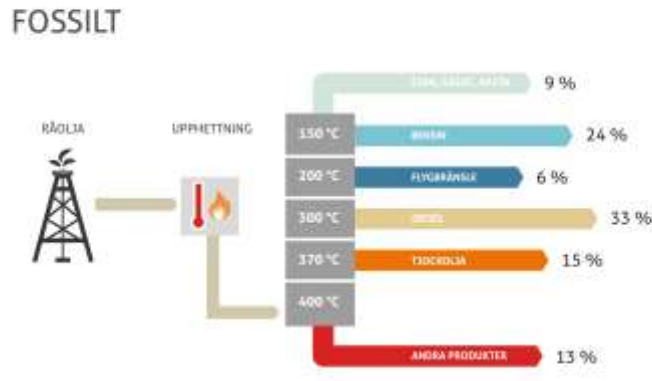 FOSSILT
RÅOLJA
UPPHETTNING
9 %
150 °C
BENSIN
24 %
200 °C
FLYGBRÄNSLE
6 %
300 °C
DIESEL
33 %
370 °C
TJOCKOLJA
15 %
400 °C
ANDRA PRODUKTER
13 %